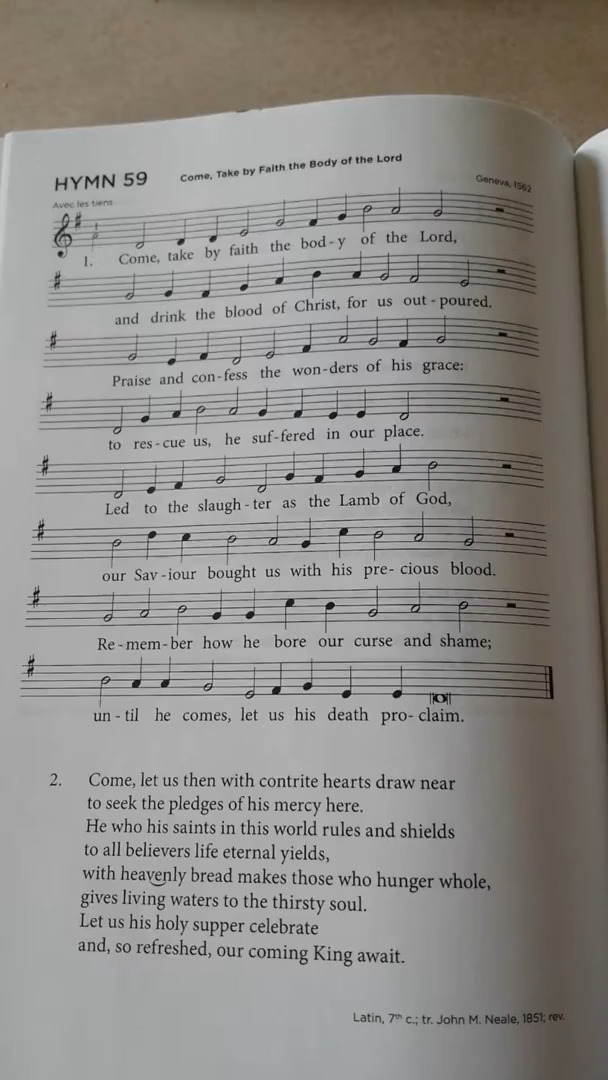 HYMN 59 Come, Take by Faith the Body of the Lord
Avec les tiens
Geneva, 1562
1. Come, take by faith the bod - y of the Lord,
and drink the blood of Christ, for us out - poured.
Praise and con - fess the won - ders of his grace:
to res - cue us, he suf - fered in our place.
Led to the slaugh - ter as the Lamb of God,
our Sav - iour bought us with his pre - cious blood.
Re - mem - ber how he bore our curse and shame;
un - til he comes, let us his death pro - claim.
2. Come, let us then with contrite hearts draw near
to seek the pledges of his mercy here.
He who his saints in this world rules and shields
to all believers life eternal yields,
with heavenly bread makes those who hunger whole,
gives living waters to the thirsty soul.
Let us his holy supper celebrate
and, so refreshed, our coming King await.
Latin, 7th c.; tr. John M. Neale, 1851; rev.